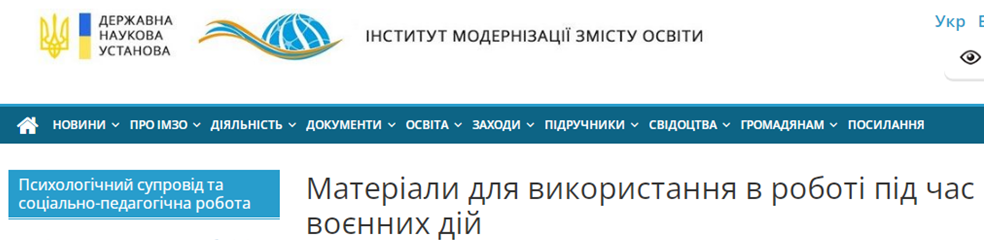 ДЕРЖАВНА
НАУКОВА
УСТАНОВА
ІНСТИТУТ МОДЕРНІЗАЦІЇ ЗМІСТУ ОСВІТИ
Укр
НОВИНИ ПРО ІМЗО ДІЯЛЬНІСТЬ ДОКУМЕНТИ ОСВІТА ЗАХОДИ ПІДРУЧНИКИ СВІДОЦТВА ГРОМАДЯНАМ ПОСИЛАННЯ
Психологічний супровід та
соціально-педагогічна робота
Матеріали для використання в роботі під час
воєнних дій